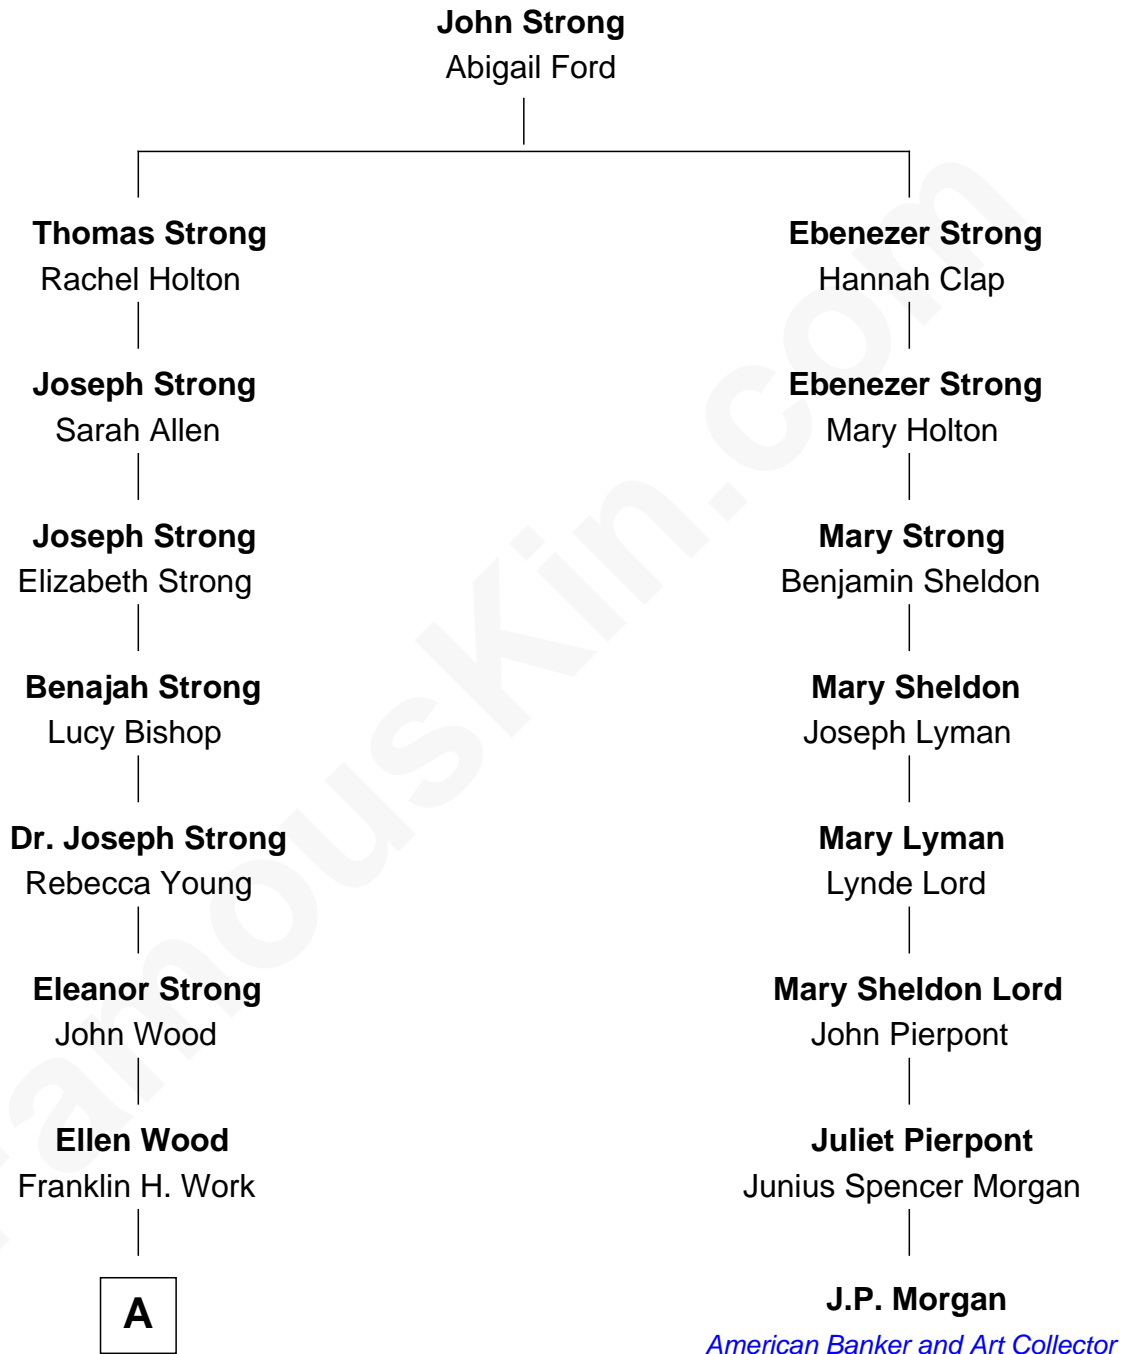 John Strong
Abigail Ford
Thomas Strong
Rachel Holton
Ebenezer Strong
Hannah Clap
Joseph Strong
Sarah Allen
Ebenezer Strong
Mary Holton
Joseph Strong
Elizabeth Strong
Mary Strong
Benjamin Sheldon
Benajah Strong
Lucy Bishop
Mary Sheldon
Joseph Lyman
Dr. Joseph Strong
Rebecca Young
Mary Lyman
Lynde Lord
Eleanor Strong
John Wood
Mary Sheldon Lord
John Pierpont
Ellen Wood
Franklin H. Work
Juliet Pierpont
Junius Spencer Morgan
A
J.P. Morgan
American Banker and Art Collector
FamousKin.com